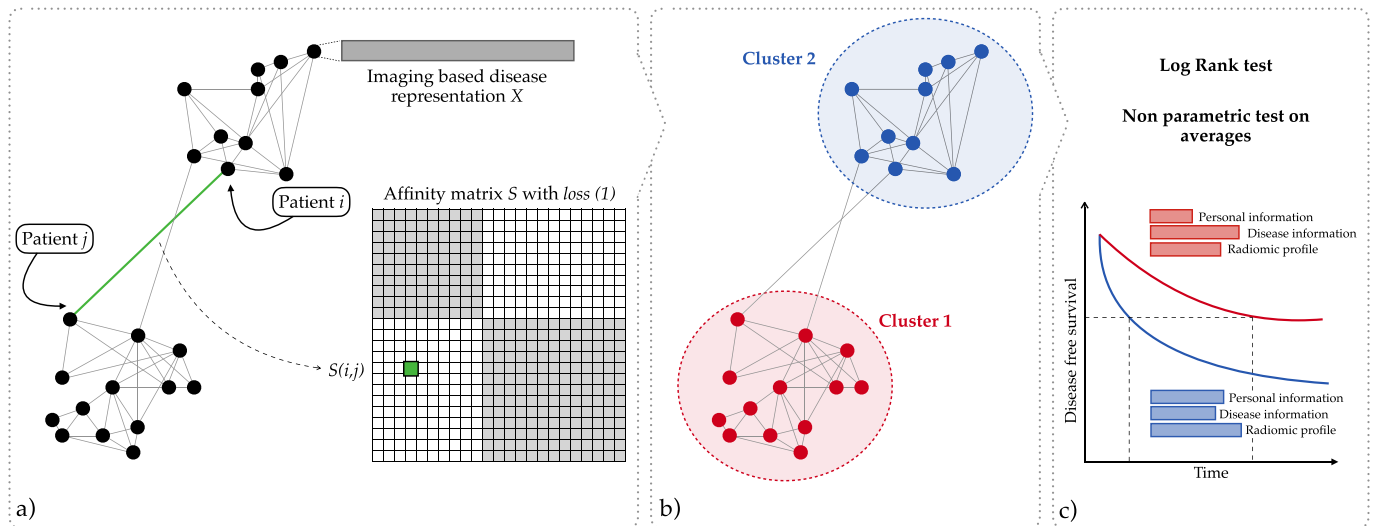 Imaging based disease
representation X
Patient i
Patient j
Affinity matrix S with loss (1)
S(i,j)
a)
Cluster 2
Cluster 1
b)
Log Rank test
Non parametric test on
averages
Personal information
Disease information
Radiomic profile
Disease free survival
Personal information
Disease information
Radiomic profile
Time
c)